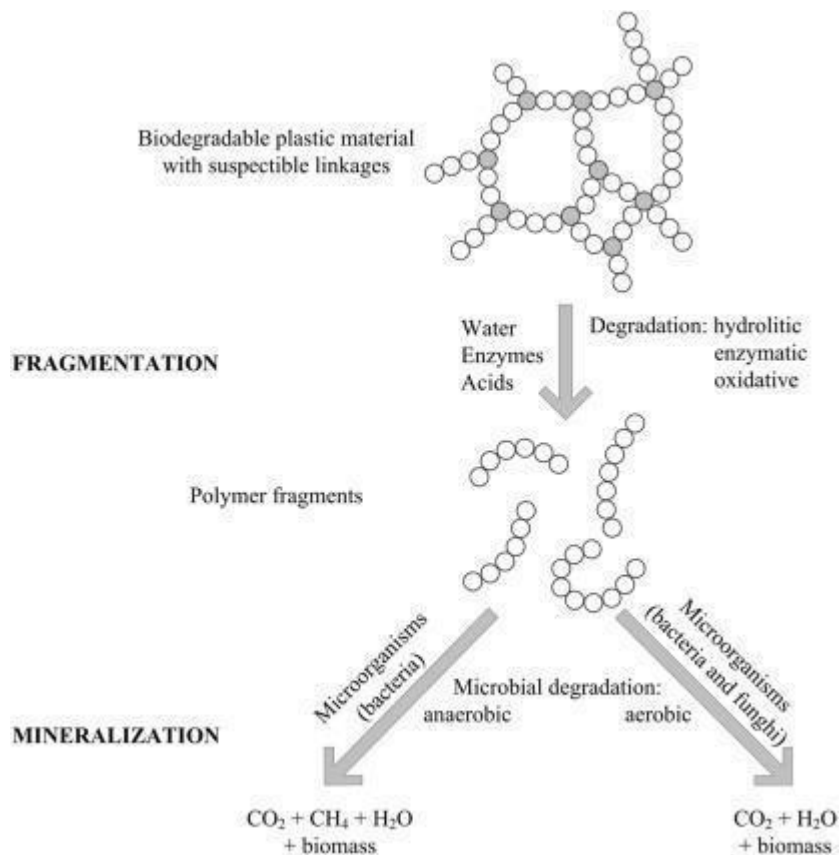 Biodegradable plastic material
with suspectible linkages
Water
Enzymes
Acids
Degradation: hydrolitic
enzymatic
oxidative
FRAGMENTATION
Polymer fragments
Microorganisms
(bacteria)
Microbial degradation:
anaerobic
aerobic
Microorganisms
(bacteria and funghi)
MINERALIZATION
CO₂ + CH₄ + H₂O
+ biomass
CO₂ + H₂O
+ biomass